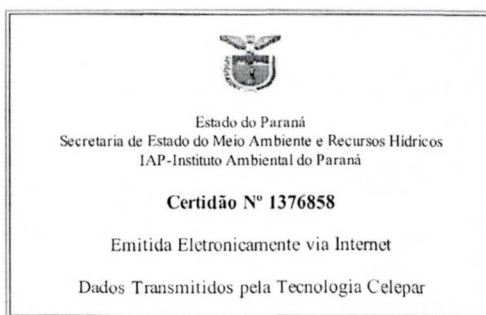 Estado do Paraná
Secretaria de Estado do Meio Ambiente e Recursos Hídricos
IAP-Instituto Ambiental do Paraná
Certidão Nº 1376858
Emitida Eletronicamente via Internet
Dados Transmitidos pela Tecnologia Celepar